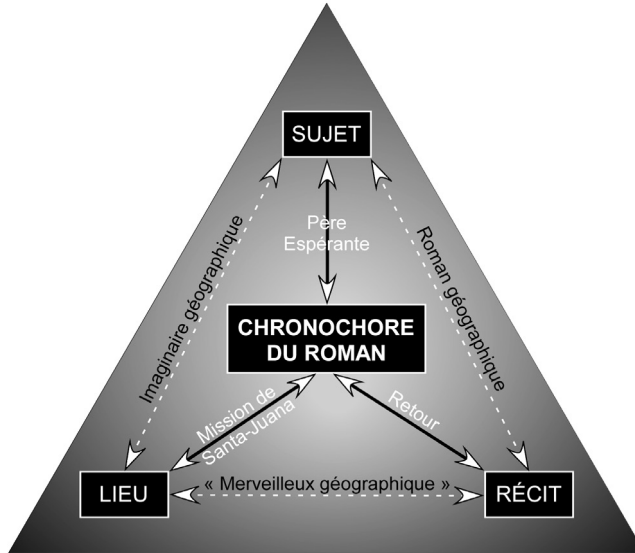 SUJET
Père
Espérante
Imaginaire géographique
Roman géographique
CHRONOCHORE
DU ROMAN
Mission de
Santa-Juana
Retour
LIEU
« Merveilleux géographique »
RÉCIT